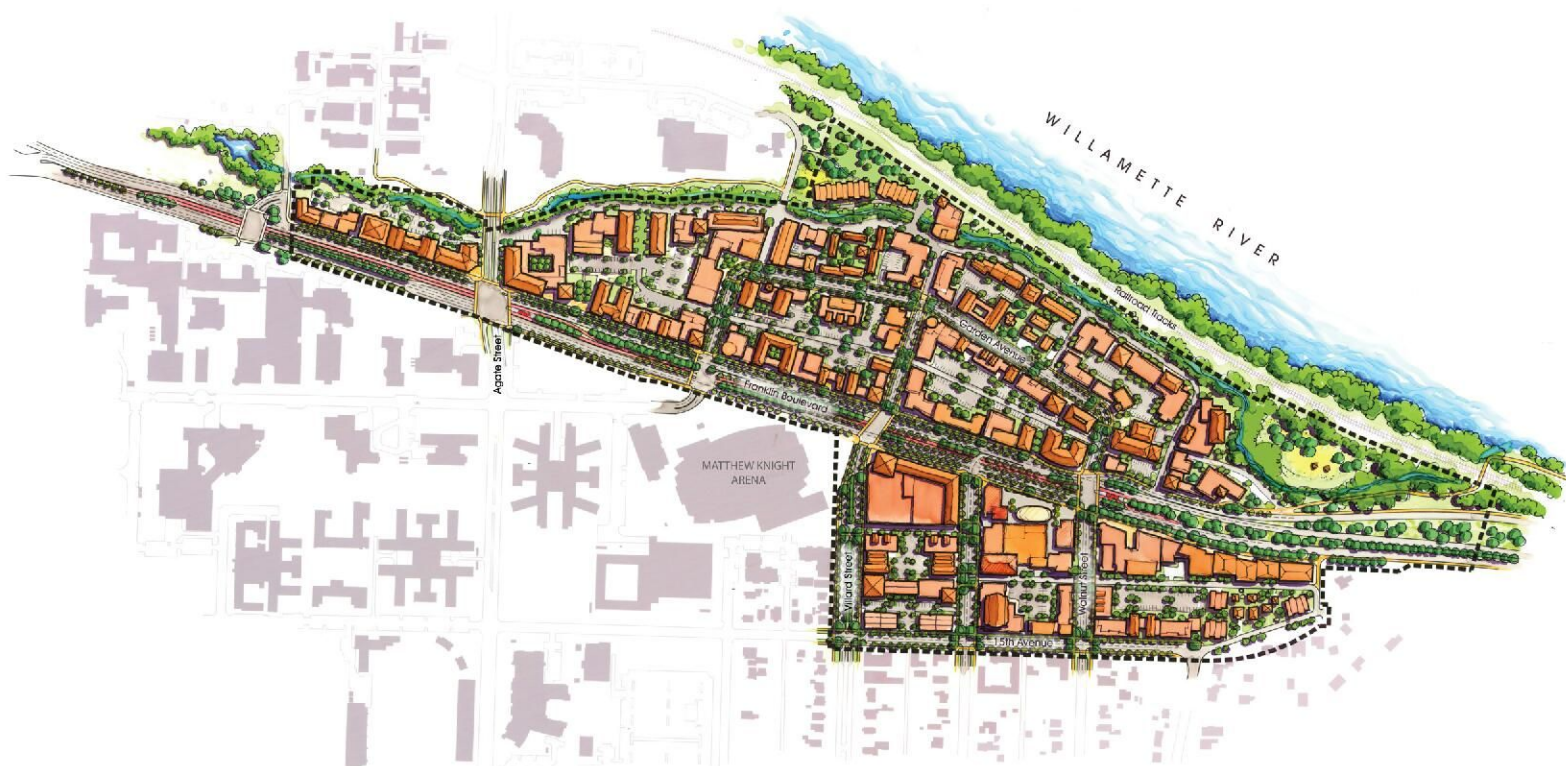 WILLAMETTE RIVER
Railroad Tracks
Garden Avenue
Agate Street
Franklin Boulevard
MATTHEW KNIGHT
ARENA
Villard Street
Walnut Street
15th Avenue